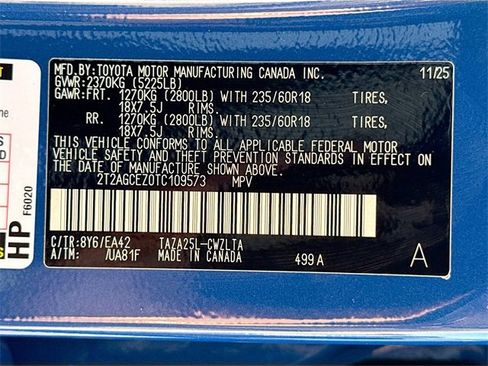 MFD. BY:TOYOTA MOTOR MANUFACTURING CANADA INC. 11/25
GVWR:2370KG (5225LB)
GAWR:FRT. 1270KG (2800LB) WITH 235/60R18 TIRES,
18X7.5J RIMS.
RR. 1270KG (2800LB) WITH 235/60R18 TIRES,
18X7.5J RIMS.
THIS VEHICLE CONFORMS TO ALL APPLICABLE FEDERAL MOTOR
VEHICLE SAFETY AND THEFT PREVENTION STANDARDS IN EFFECT ON
THE DATE OF MANUFACTURE SHOWN ABOVE.
2T2AGCEZ0TC109573 MPV
C/TR:8Y6/EA42 TAZA25L-CWZLTA
A/TM: /UA81F MADE IN CANADA 499A
A
HP
F6020